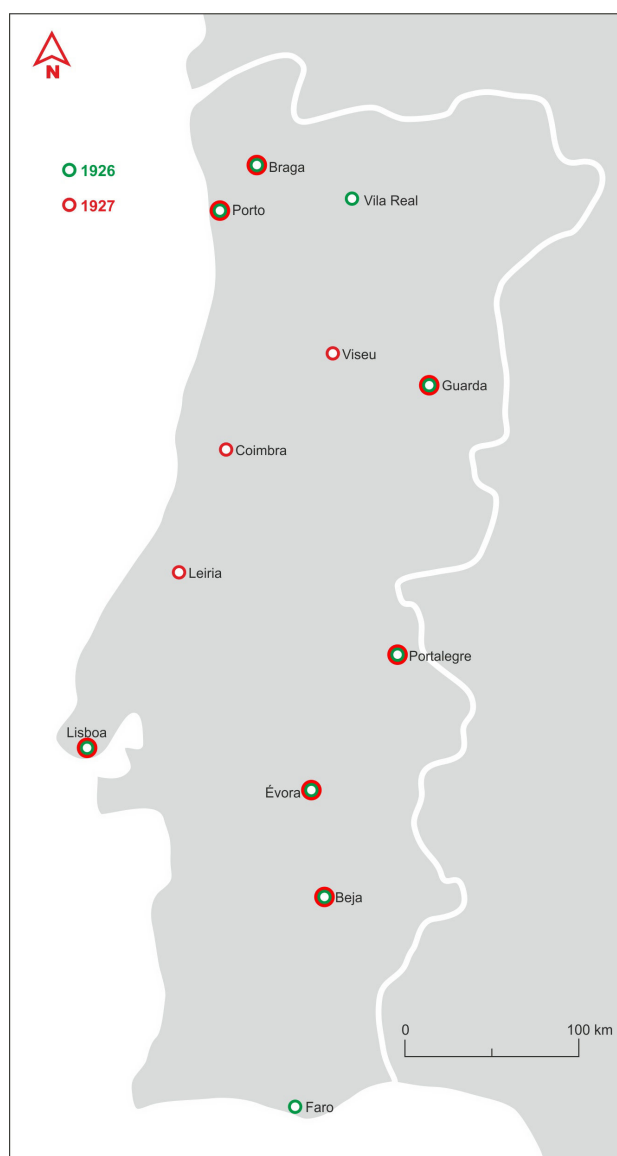 N
1926
1927
Braga
Porto
Vila Real
Viseu
Guarda
Coimbra
Leiria
Portalegre
Lisboa
Évora
Beja
0 100 km
Faro